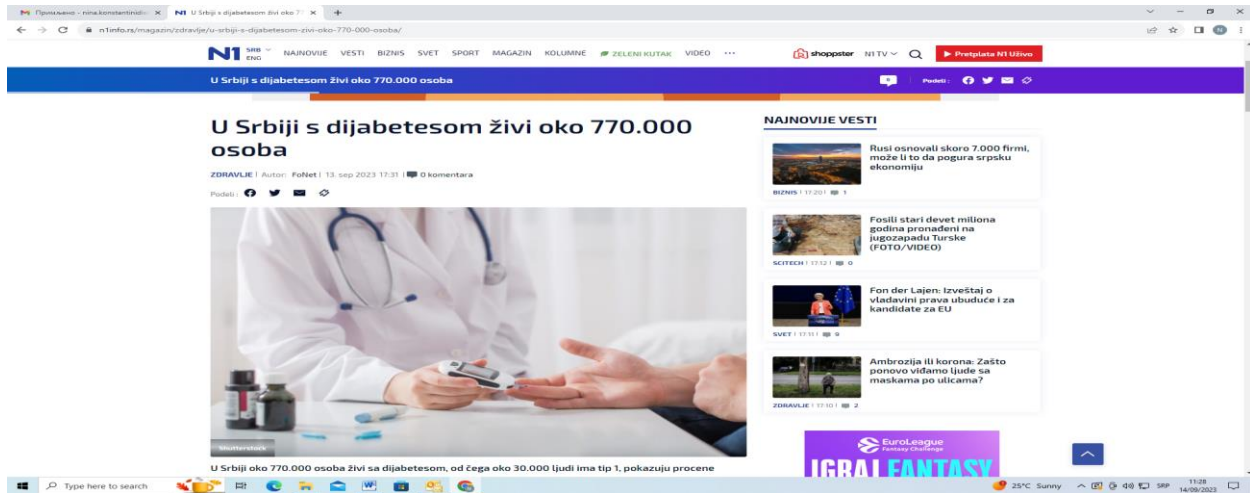 Примљено - nina.konstantinidis
N1 U Srbiji s dijabetesom živi oko 77
n1info.rs/magazin/zdravlje/u-srbiji-s-dijabetesom-zivi-oko-770-000-osoba/
N1 SRB ENG NAJNOVIJE VESTI BIZNIS SVET SPORT MAGAZIN KOLUMNE ZELENI KUTAK VIDEO ... shoppster N1 TV Pretplata N1 Uživo
U Srbiji s dijabetesom živi oko 770.000 osoba
0 Podeli:
U Srbiji s dijabetesom živi oko 770.000
osoba
ZDRAVLJE | Autor: FoNet | 13. sep 2023 17:31 | 0 komentara
Podeli:
Shutterstock
U Srbiji oko 770.000 osoba živi sa dijabetesom, od čega oko 30.000 ljudi ima tip 1, pokazuju procene
NAJNOVIJE VESTI
Rusi osnovali skoro 7.000 firmi,
može li to da pogura srpsku
ekonomiju
BIZNIS | 17:20 | 1
Fosili stari devet miliona
godina pronađeni na
jugozapadu Turske
(FOTO/VIDEO)
SCITECH | 17:12 | 0
Fon der Lajen: Izveštaj o
vladavini prava ubuduće i za
kandidate za EU
SVET | 17:11 | 0
Ambrozija ili korona: Zašto
ponovo viđamo ljude sa
maskama po ulicama?
ZDRAVLJE | 17:10 | 2
EuroLeague
Fantasy Challenge
IGRAJ FANTASY
Type here to search
25°C Sunny
SRP
11:28
14/09/2023